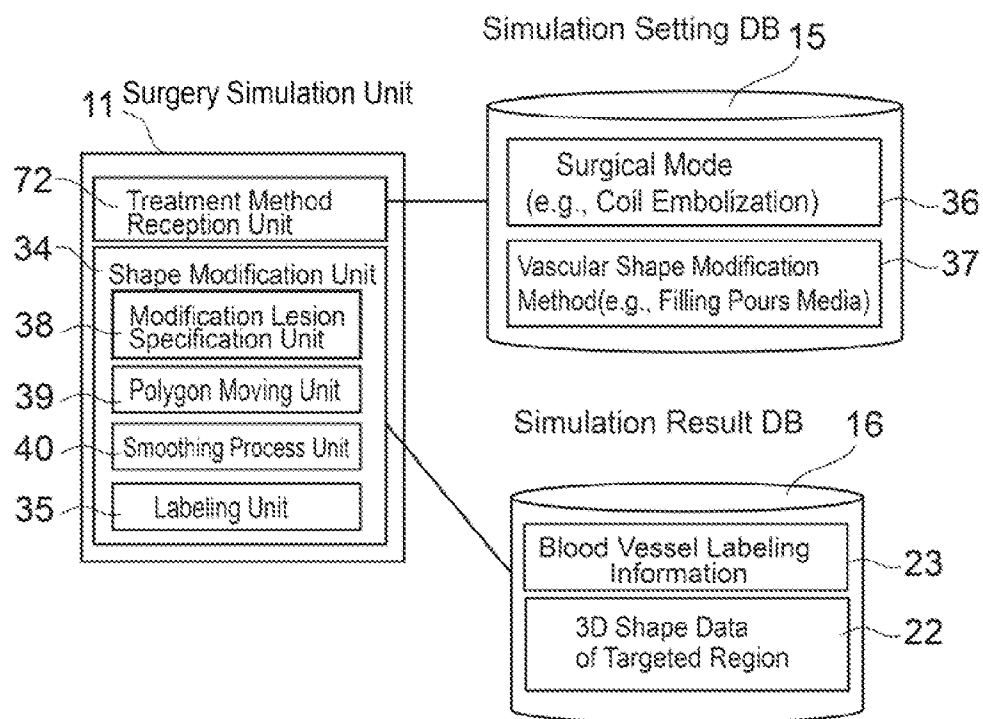 Simulation Setting DB 15
Surgery Simulation Unit
11
72
Treatment Method
Reception Unit
34
Shape Modification Unit
38
Modification Lesion
Specification Unit
39
Polygon Moving Unit
40
Smoothing Process Unit
35
Labeling Unit
Surgical Mode
(e.g., Coil Embolization)
36
Vascular Shape Modification
Method(e.g., Filling Pours Media)
37
Simulation Result DB
16
Blood Vessel Labeling
Information
23
3D Shape Data
of Targeted Region
22